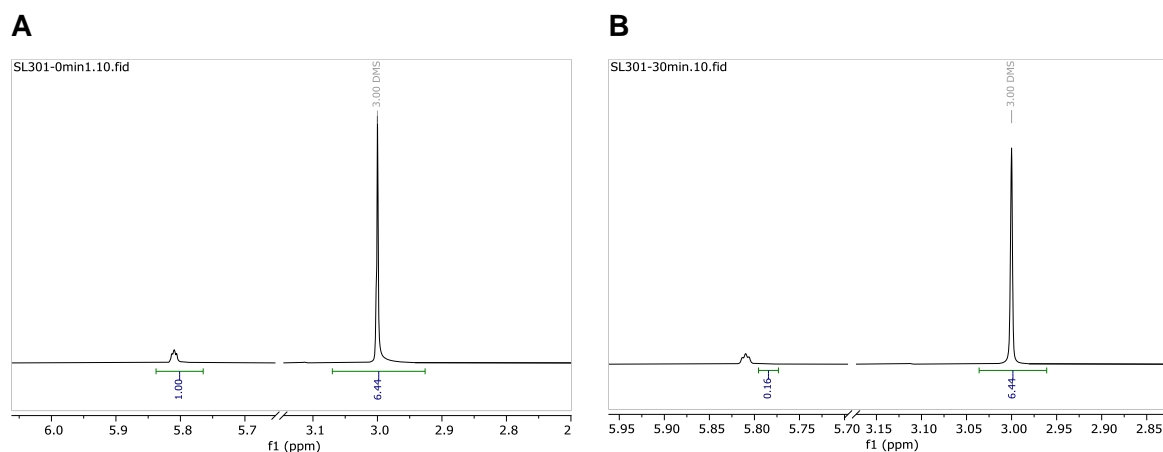 A
SL301-0min1.10.fid
3.00 DMS
1.00
6.44
6.0 5.9 5.8 5.7 3.1 3.0 2.9 2.8 2
f1 (ppm)
B
SL301-30min.10.fid
3.00 DMS
0.16
6.44
5.95 5.90 5.85 5.80 5.75 5.70 3.15 3.10 3.05 3.00 2.95 2.90 2.85
f1 (ppm)